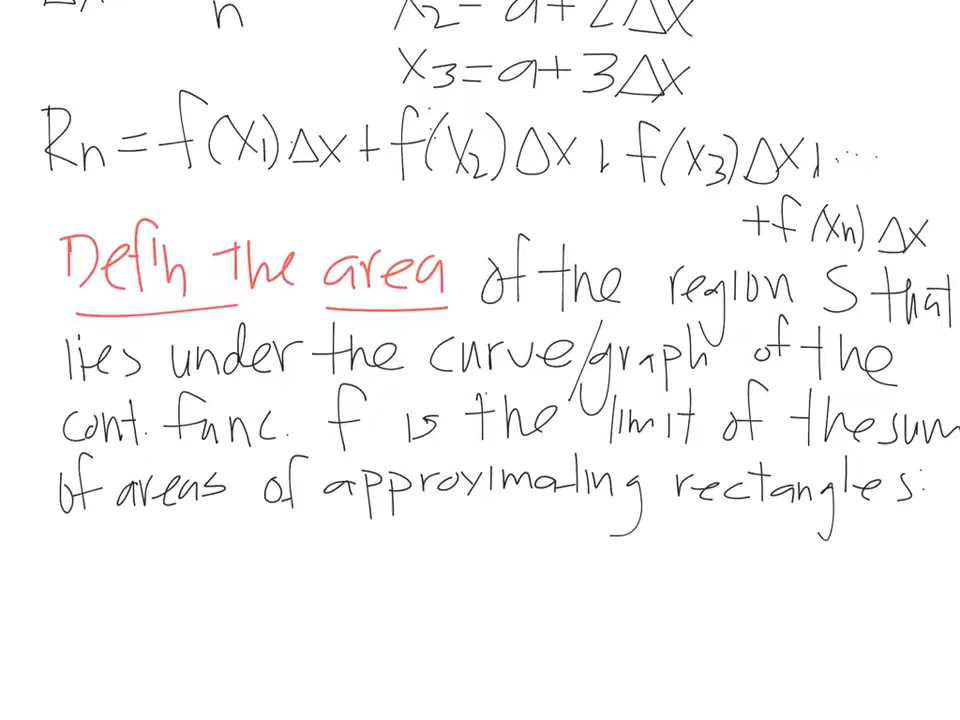 n
x2 = a + 2Δx
x3 = a + 3Δx
Rn = f(x1)Δx + f(x2)Δx + f(x3)Δx + ...
+ f(xn) Δx
Defin the area of the region S that
lies under the curve/graph of the
cont. func. f is the limit of the sum
of areas of approximating rectangles: